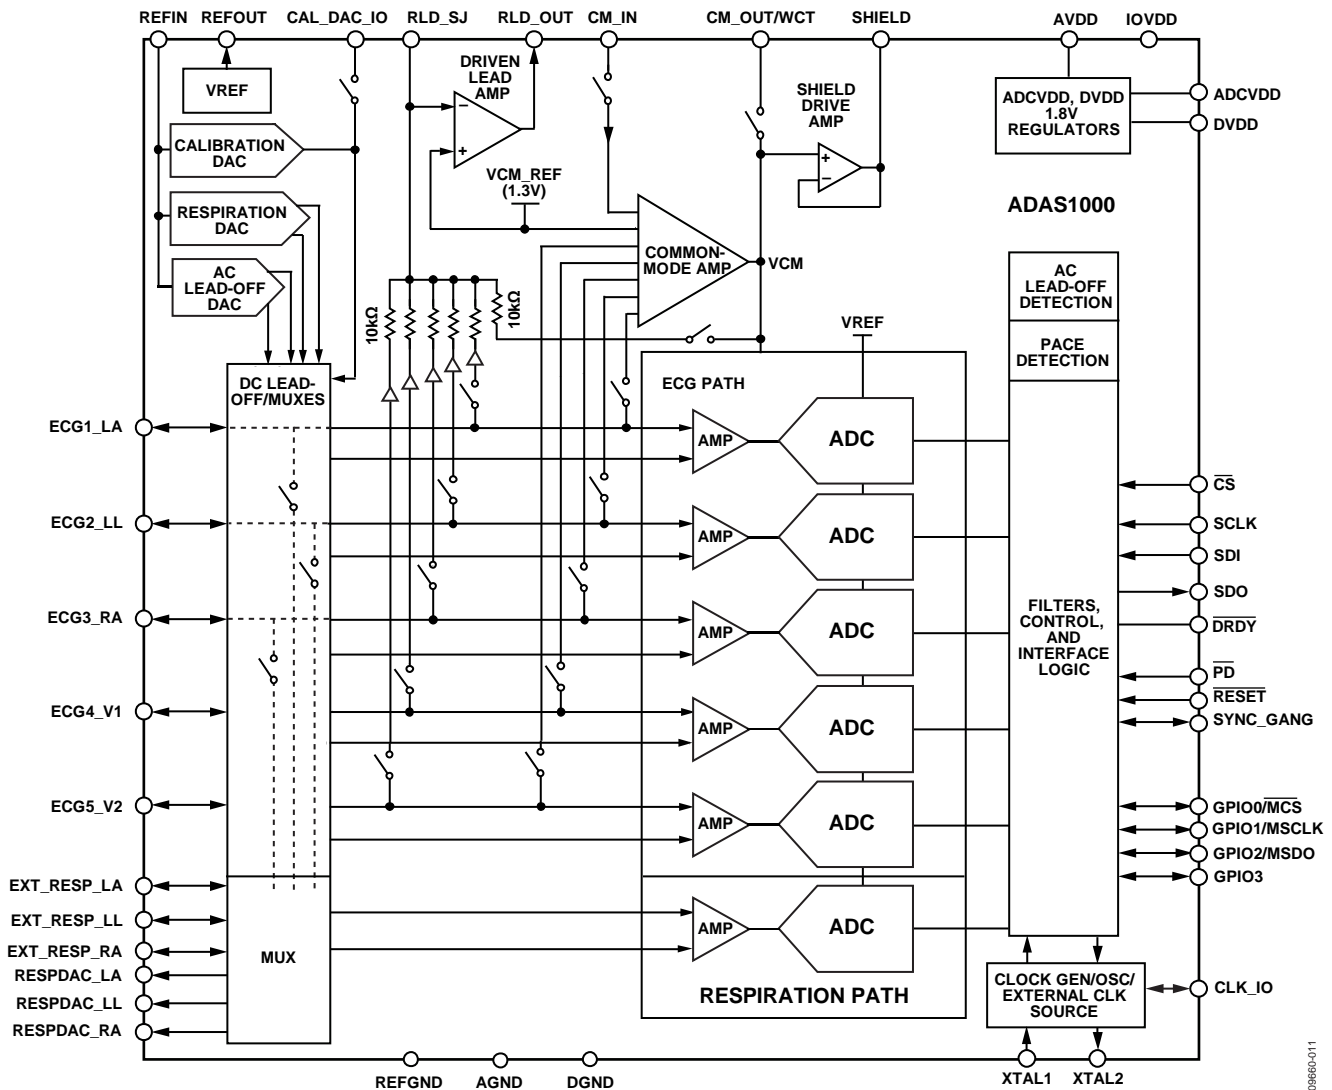 REFIN REFOUT CAL_DAC_IO RLD_SJ RLD_OUT CM_IN CM_OUT/WCT SHIELD AVDD IOVDD
VREF
DRIVEN
LEAD
AMP
–
+
SHIELD
DRIVE
AMP
+
–
ADCVDD, DVDD
1.8V
REGULATORS
ADCVDD
DVDD
CALIBRATION
DAC
VCM_REF
(1.3V)
RESPIRATION
DAC
ADAS1000
AC
LEAD-OFF
DAC
COMMON-
MODE AMP
VCM
10kΩ
10kΩ
VREF
AC
LEAD-OFF
DETECTION
PACE
DETECTION
DC LEAD-
OFF/MUXES
ECG PATH
ECG1_LA
AMP
ADC
ECG2_LL
AMP
ADC
ECG3_RA
AMP
ADC
ECG4_V1
AMP
ADC
ECG5_V2
AMP
ADC
FILTERS,
CONTROL,
AND
INTERFACE
LOGIC
CS
SCLK
SDI
SDO
DRDY
PD
RESET
SYNC_GANG
GPIO0/MCS
GPIO1/MSCLK
GPIO2/MSDO
GPIO3
EXT_RESP_LA
EXT_RESP_LL
EXT_RESP_RA
RESPDAC_LA
RESPDAC_LL
RESPDAC_RA
MUX
AMP
ADC
RESPIRATION PATH
CLOCK GEN/OSC/
EXTERNAL CLK
SOURCE
CLK_IO
REFGND AGND DGND XTAL1 XTAL2
09660-011